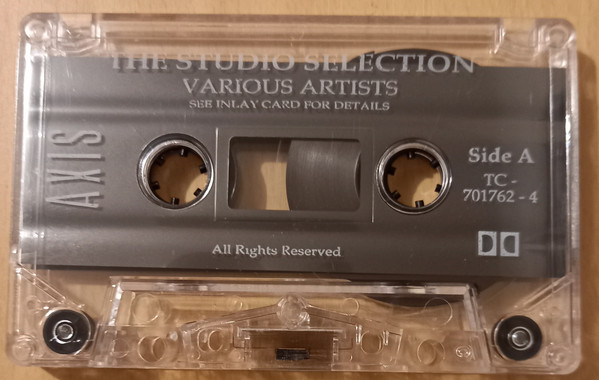 THE STUDIO SELECTION
VARIOUS ARTISTS
SEE INLAY CARD FOR DETAILS
AXIS
Side A
TC -
701762 - 4
All Rights Reserved